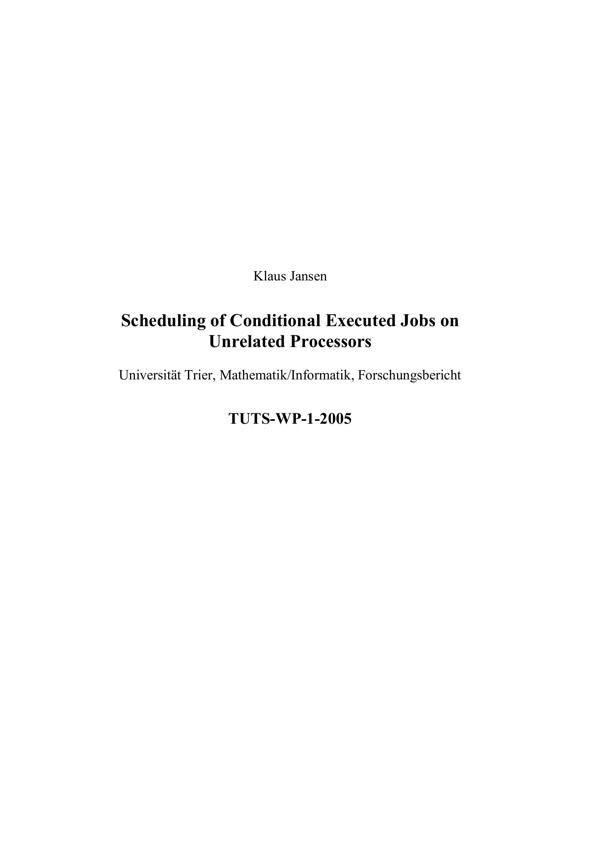 Klaus Jansen
Scheduling of Conditional Executed Jobs on
Unrelated Processors
Universität Trier, Mathematik/Informatik, Forschungsbericht
TUTS-WP-1-2005